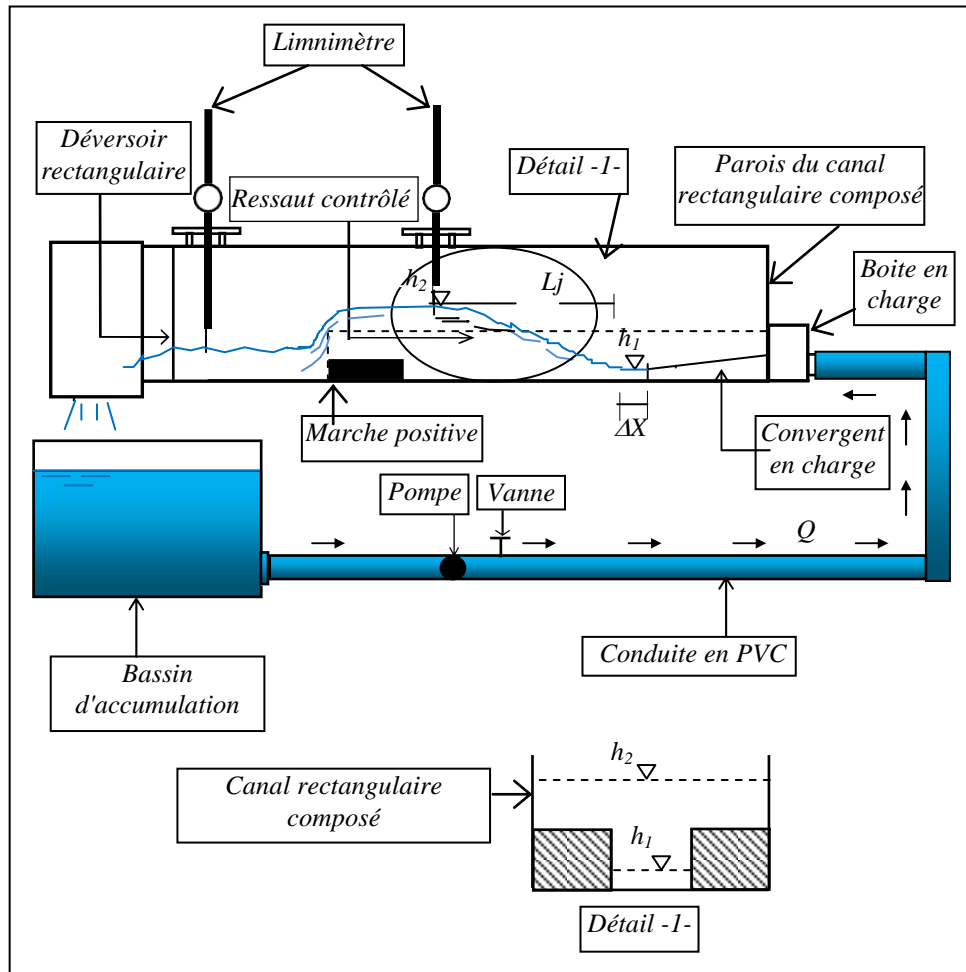 Limnimètre
Déversoir
rectangulaire
Ressaut contrôlé
Détail -1-
Parois du canal
rectangulaire composé
Boite en
charge
h2
Lj
h1
ΔX
Marche positive
Convergent
en charge
Pompe
Vanne
Q
Conduite en PVC
Bassin
d'accumulation
Canal rectangulaire
composé
h2
h1
Détail -1-